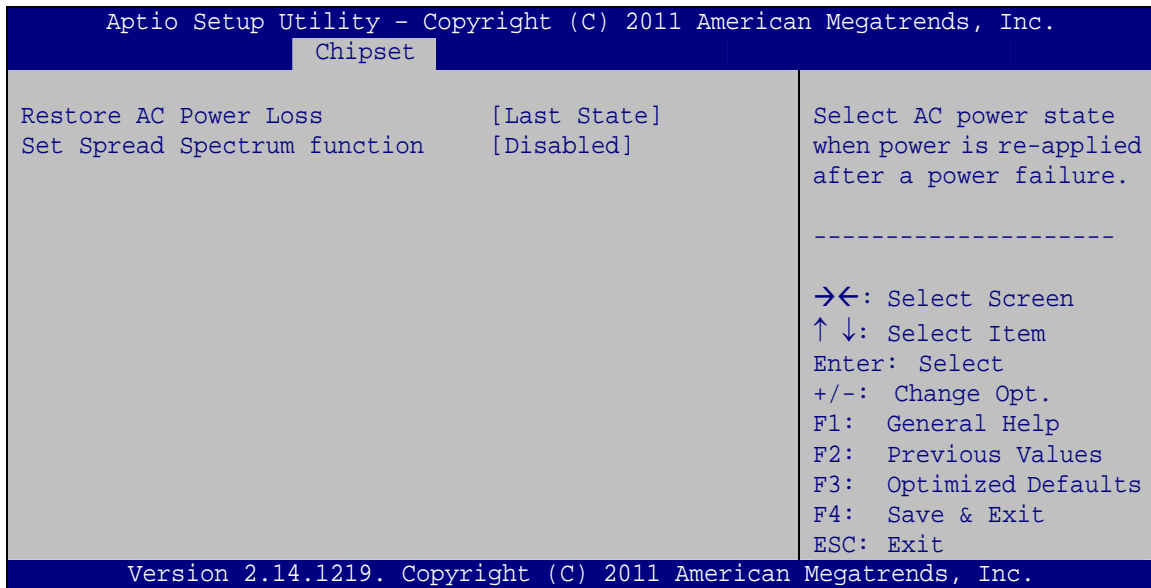 Aptio Setup Utility – Copyright (C) 2011 American Megatrends, Inc.
Chipset
Restore AC Power Loss [Last State]
Set Spread Spectrum function [Disabled]
Select AC power state
when power is re-applied
after a power failure.
---------------------
→←: Select Screen
↑ ↓: Select Item
Enter: Select
+/-: Change Opt.
F1: General Help
F2: Previous Values
F3: Optimized Defaults
F4: Save & Exit
ESC: Exit
Version 2.14.1219. Copyright (C) 2011 American Megatrends, Inc.